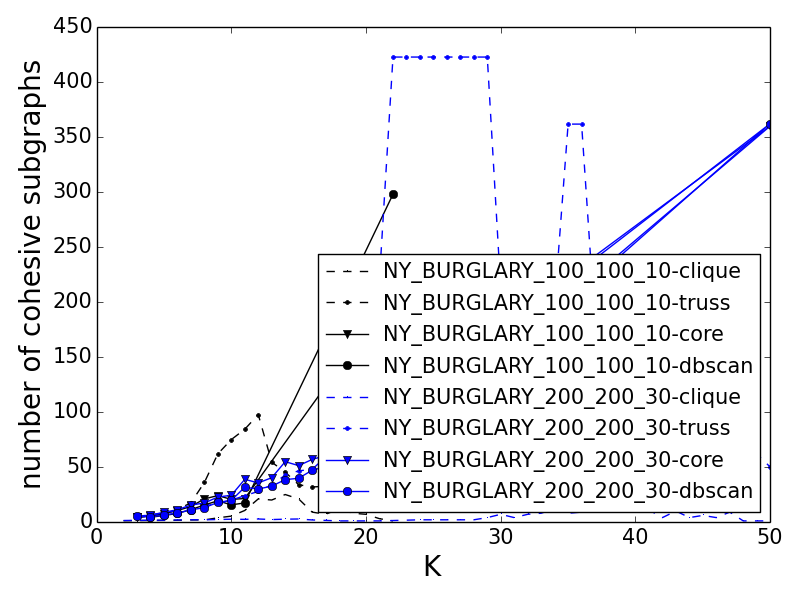 number of cohesive subgraphs
450
400
350
300
250
200
150
100
50
0
NY_BURGLARY_100_100_10-clique
NY_BURGLARY_100_100_10-truss
NY_BURGLARY_100_100_10-core
NY_BURGLARY_100_100_10-dbscan
NY_BURGLARY_200_200_30-clique
NY_BURGLARY_200_200_30-truss
NY_BURGLARY_200_200_30-core
NY_BURGLARY_200_200_30-dbscan
0 10 20 30 40 50
K